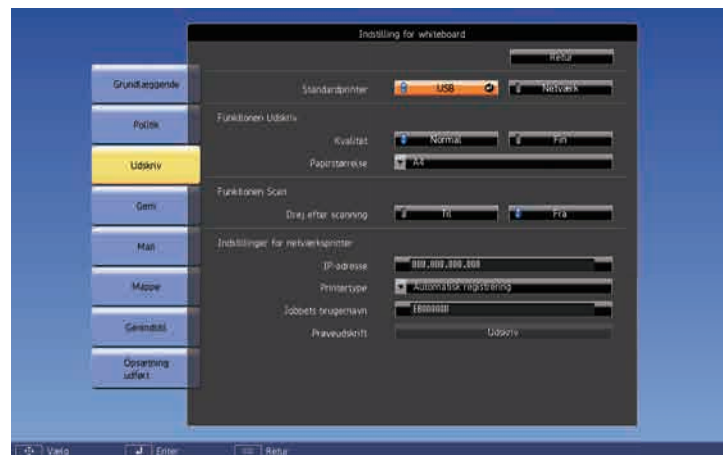 Indstilling for whiteboard
Retur
Grundlæggende
Politik
Udskriv
Gem
Mail
Mappe
Genindstil.
Opsætning
udført
Standardprinter USB Netværk
Funktionen Udskriv
Kvalitet Normal Fin
Papirstørrelse A4
Funktionen Scan
Drej efter scanning Til Fra
Indstillinger for netværksprinter
IP-adresse 000.000.000.000
Printertype Automatisk registrering
Jobbets brugernavn
Prøveudskrift Udskriv
Vælg Enter Retur